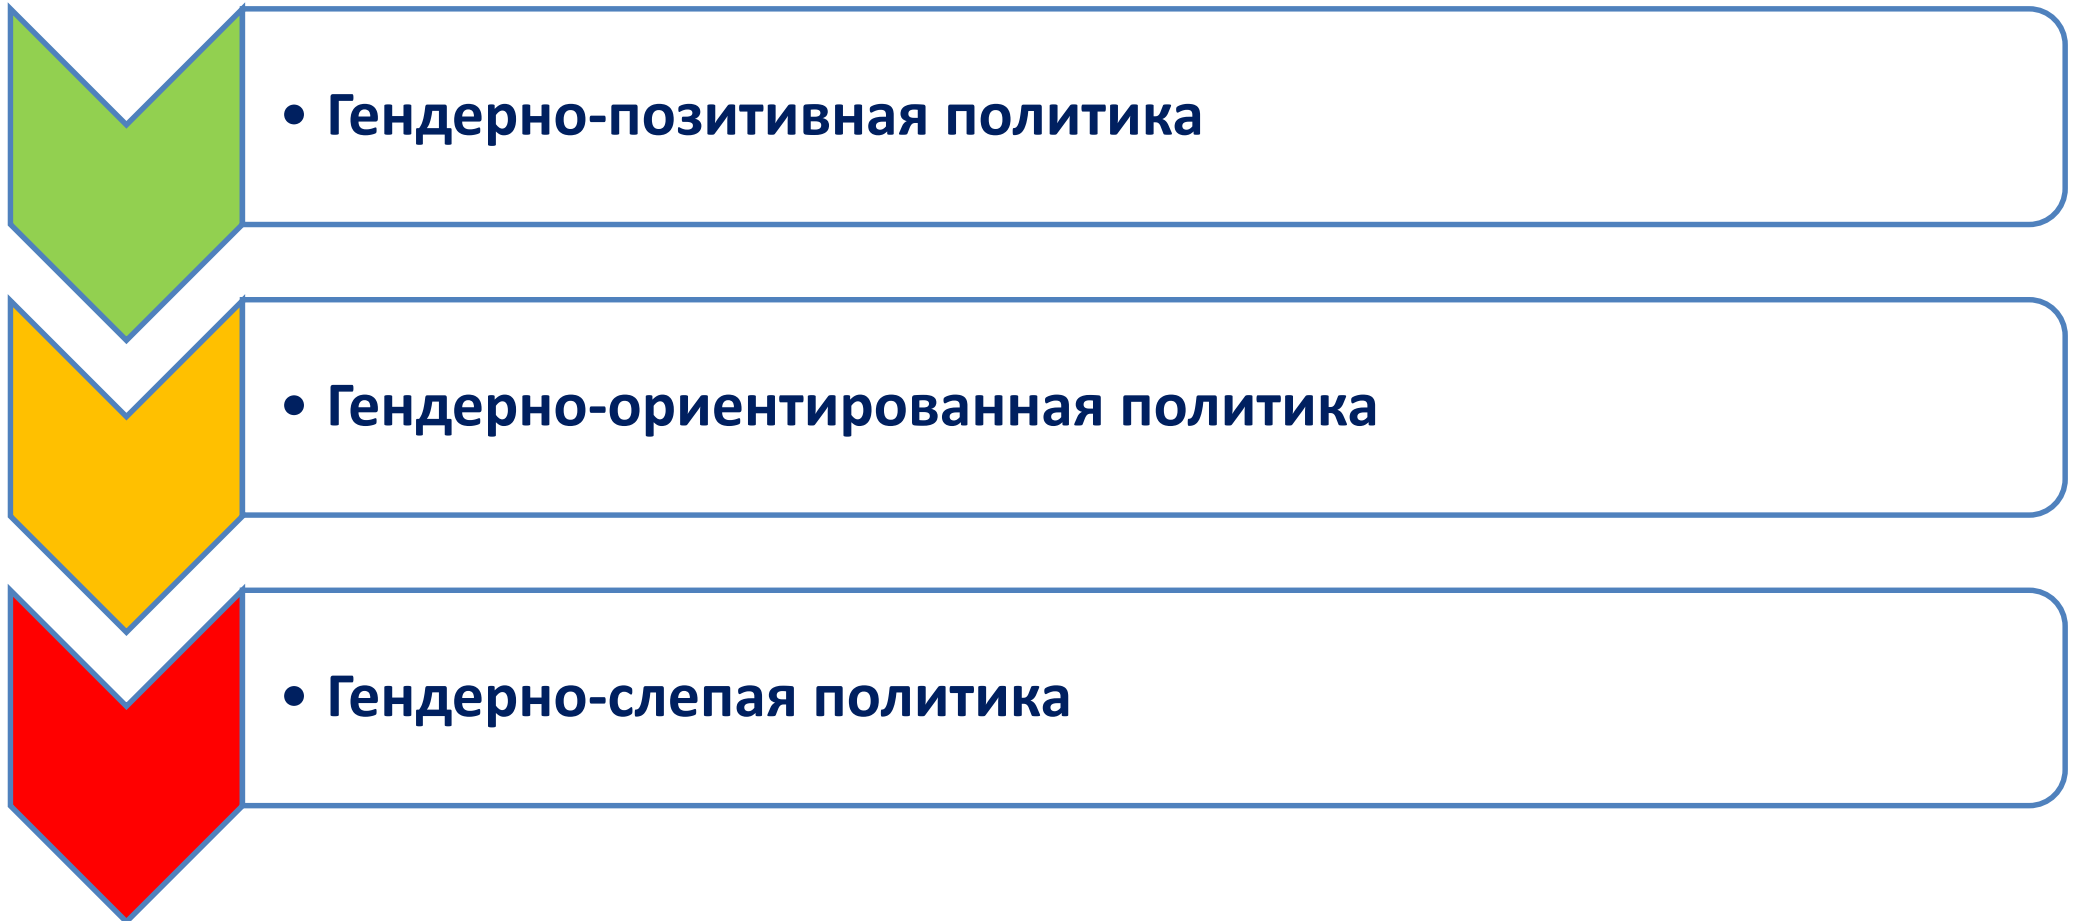 • Гендерно-позитивная политика
• Гендерно-ориентированная политика
• Гендерно-слепая политика